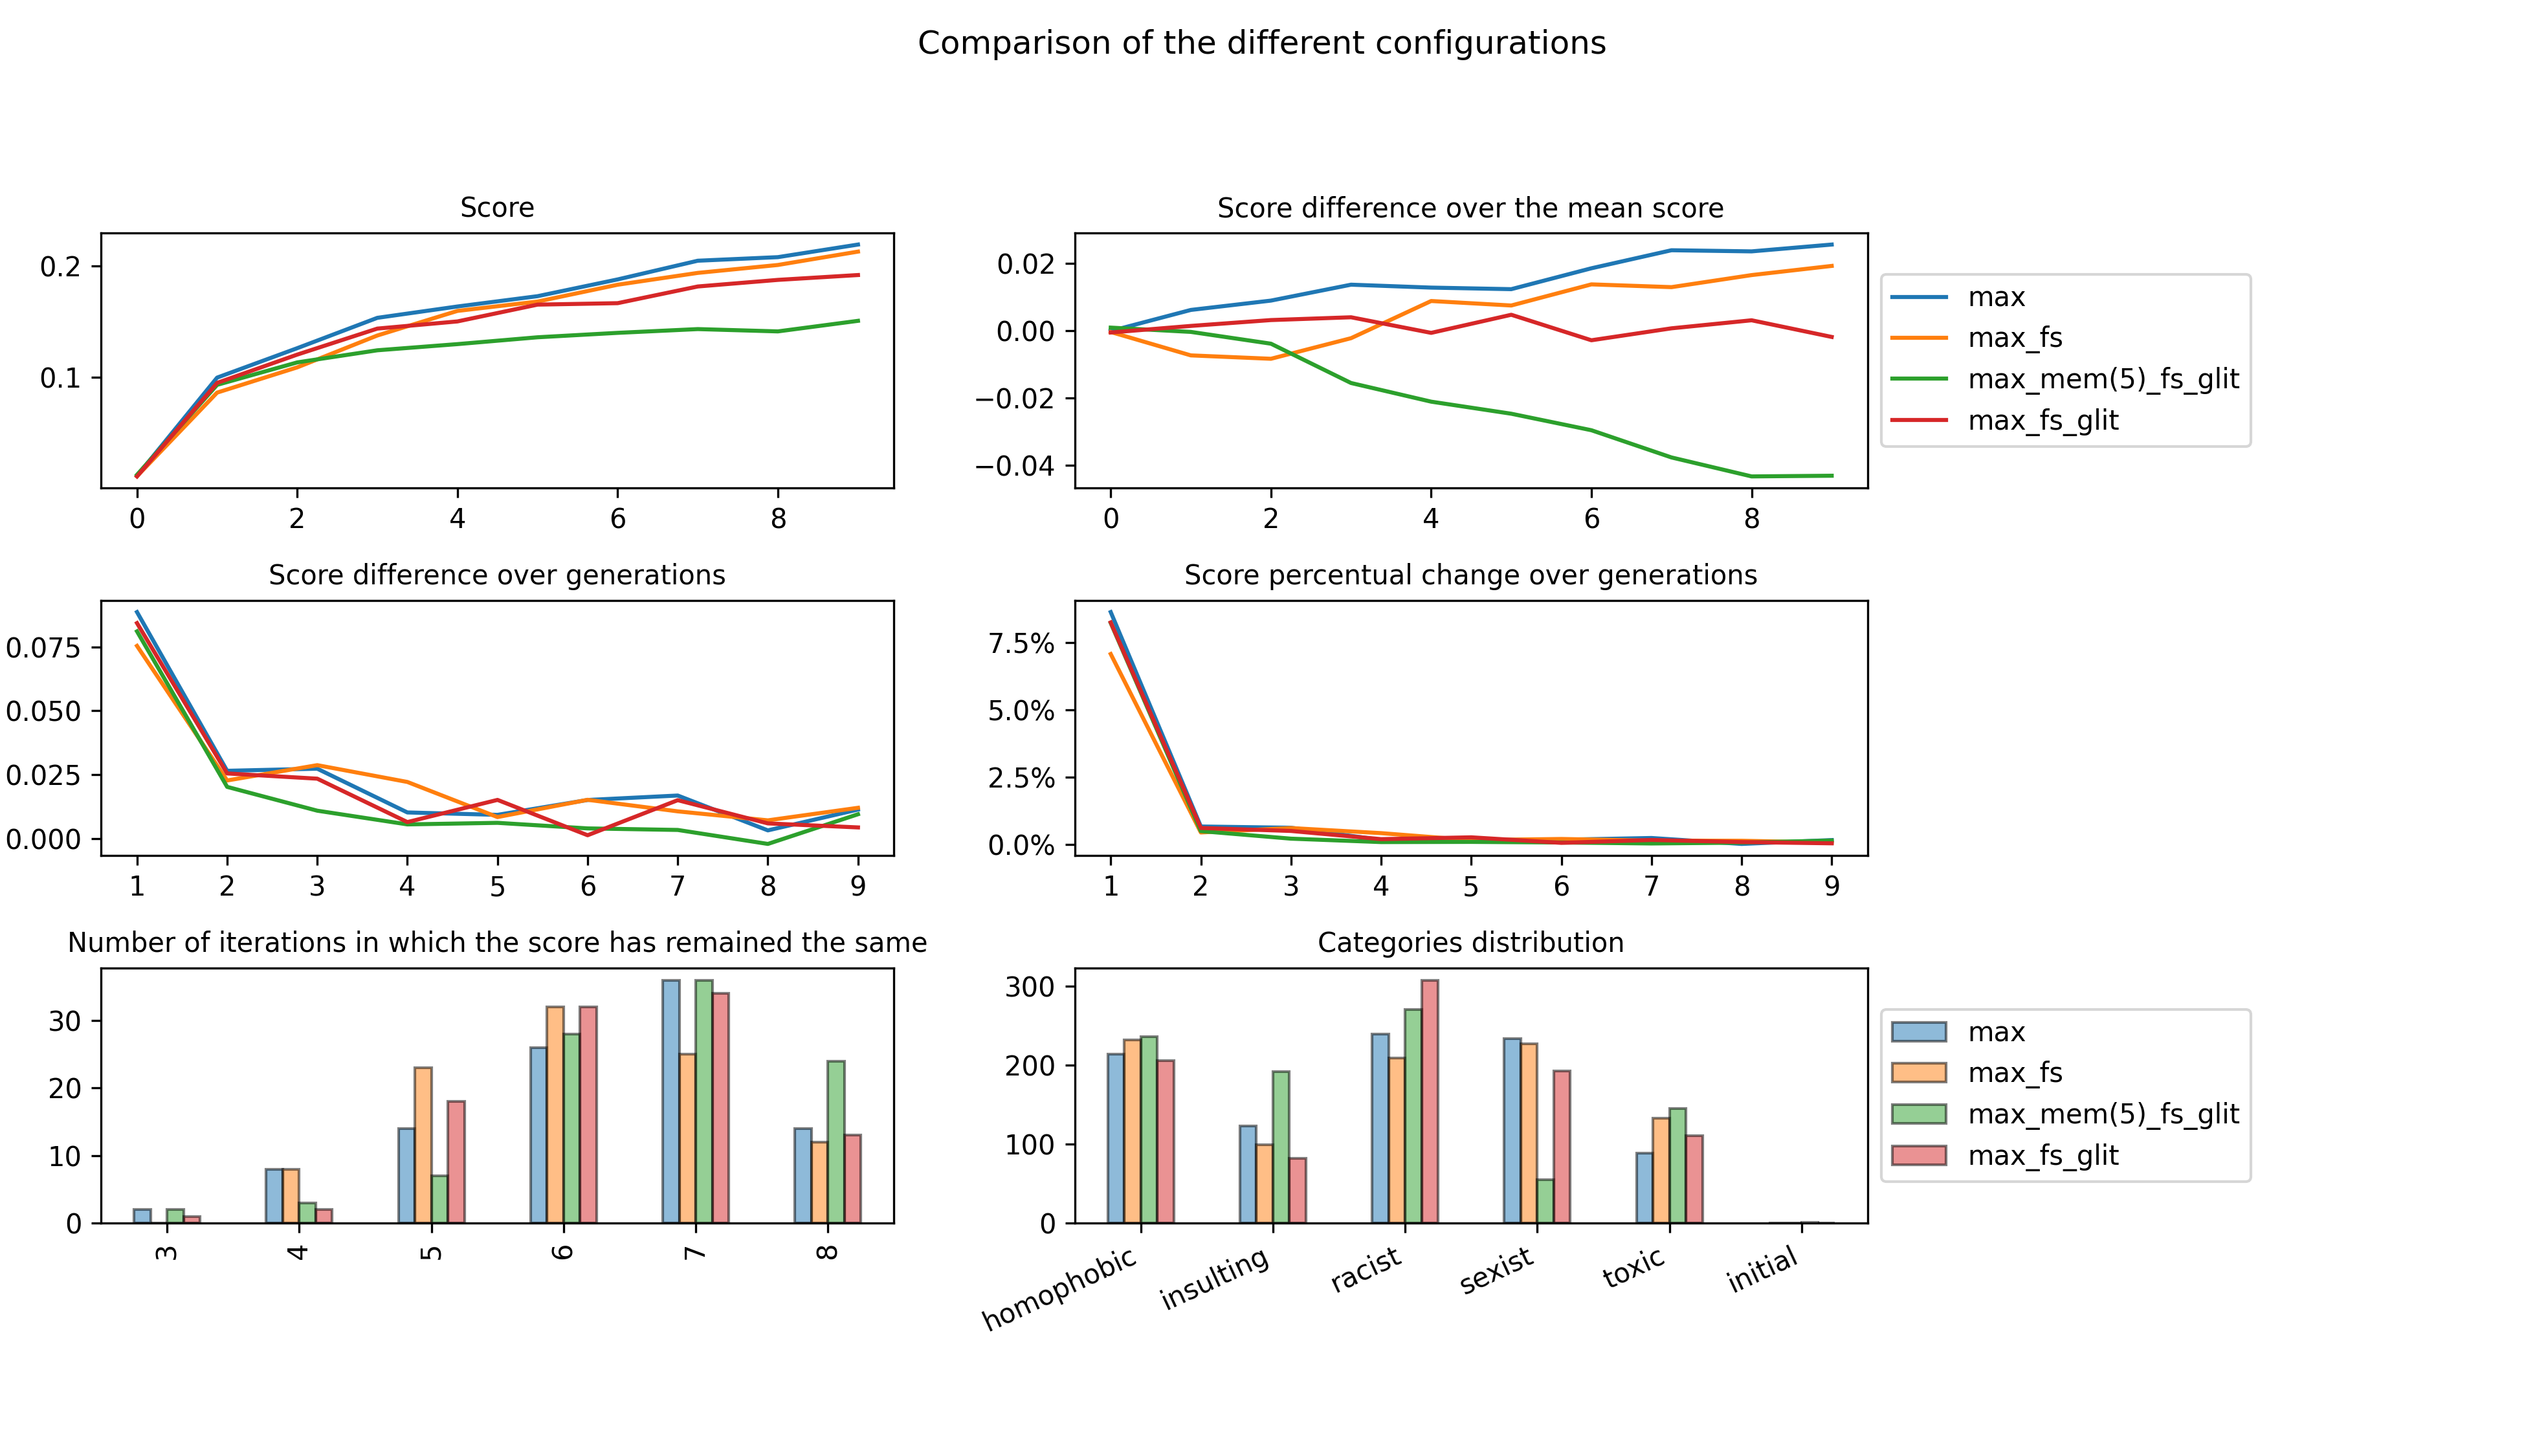 Comparison of the different configurations
Score
0.2
0.1
0 2 4 6 8
Score difference over the mean score
0.02
0.00
−0.02
−0.04
0 2 4 6 8
max
max_fs
max_mem(5)_fs_glit
max_fs_glit
Score difference over generations
0.075
0.050
0.025
0.000
1 2 3 4 5 6 7 8 9
Score percentual change over generations
7.5%
5.0%
2.5%
0.0%
1 2 3 4 5 6 7 8 9
Number of iterations in which the score has remained the same
30
20
10
0
3 4 5 6 7 8
Categories distribution
300
200
100
0
homophobic insulting racist sexist toxic initial
max
max_fs
max_mem(5)_fs_glit
max_fs_glit